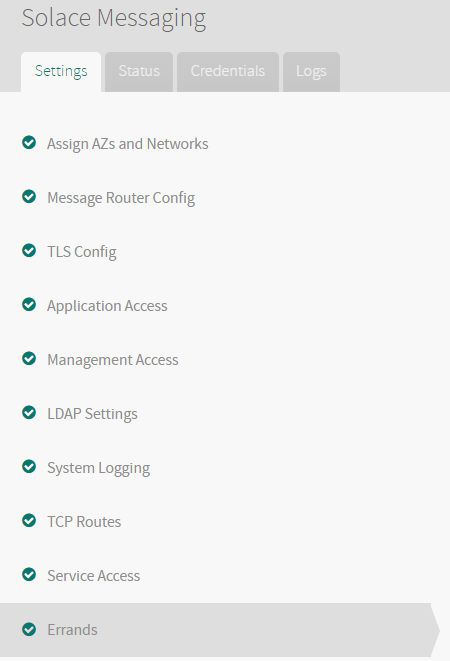 Solace Messaging
Settings Status Credentials Logs
Assign AZs and Networks
Message Router Config
TLS Config
Application Access
Management Access
LDAP Settings
System Logging
TCP Routes
Service Access
Errands